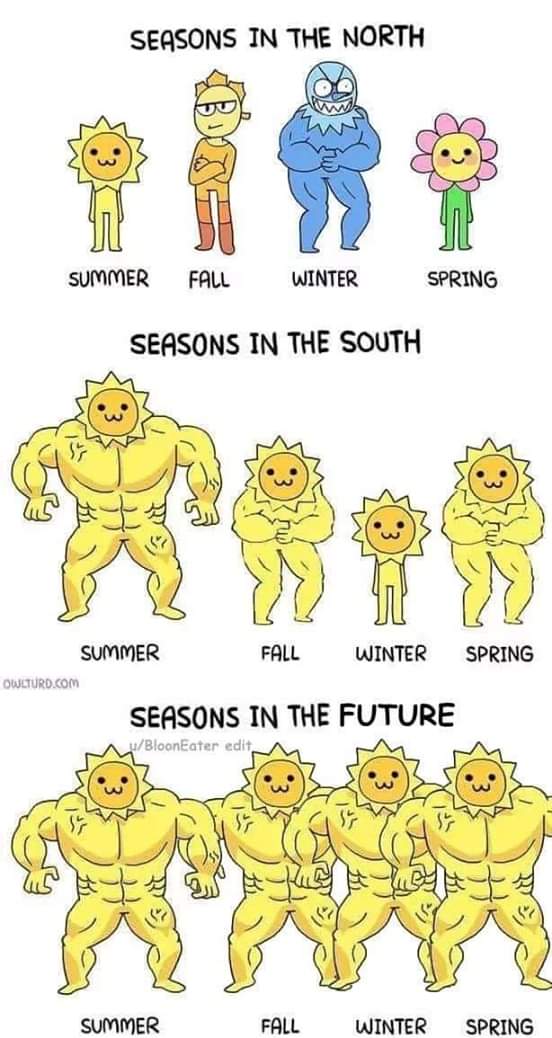 SEASONS IN THE NORTH
SUMMER FALL WINTER SPRING
SEASONS IN THE SOUTH
SUMMER FALL WINTER SPRING
OWLTURD.COM
SEASONS IN THE FUTURE
u/BloonEater edit
SUMMER FALL WINTER SPRING